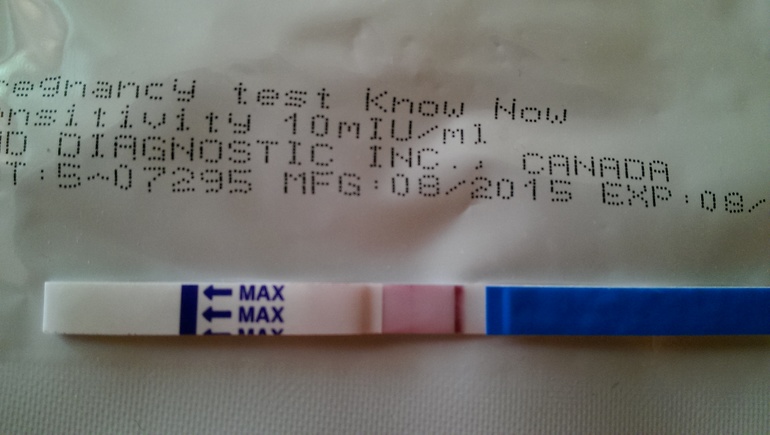 regnancy test Know Now
nsitivity 10mIU/ml
D DIAGNOSTIC INC., CANADA
T:5-07295 MFG:08/2015 EXP:08/
MAX
MAX
MAX